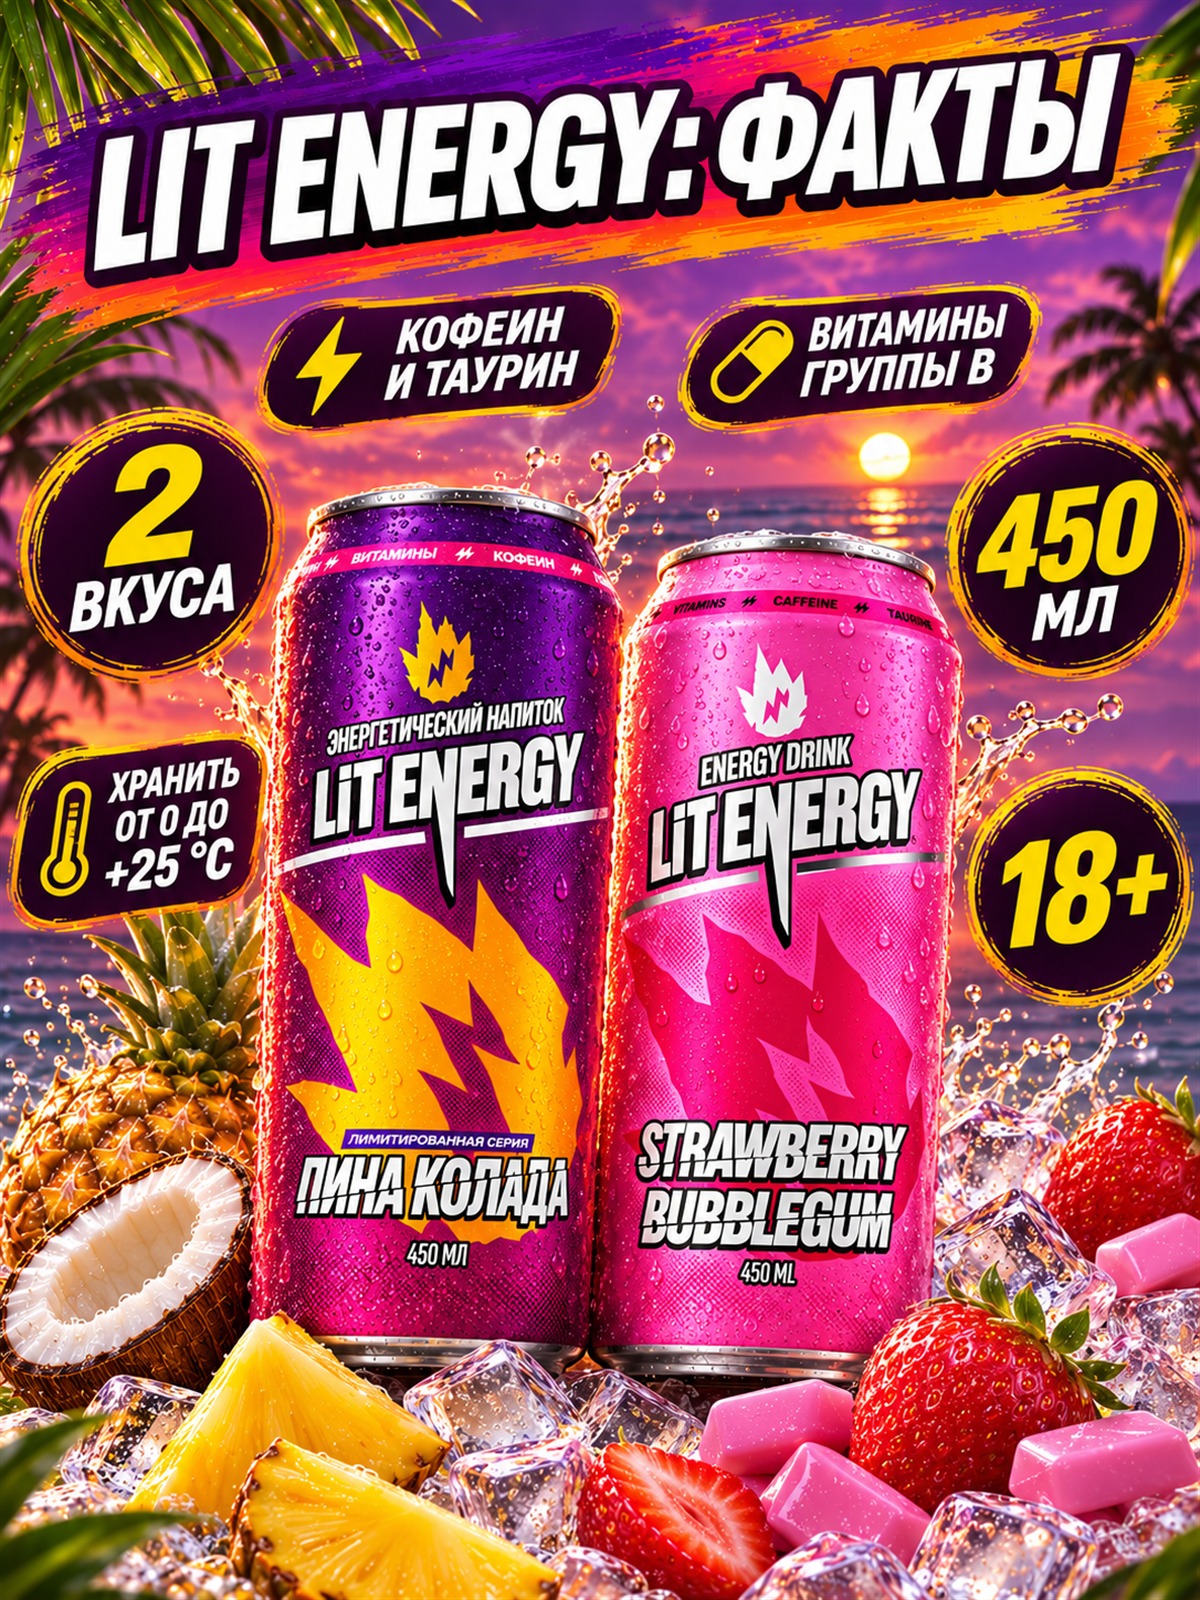 LIT ENERGY: ФАКТЫ
КОФЕИН
И ТАУРИН
ВИТАМИНЫ
ГРУППЫ В
2
ВКУСА
450
МЛ
ХРАНИТЬ
ОТ 0 ДО
+25 °C
18+
ВИТАМИНЫ КОФЕИН
ЭНЕРГЕТИЧЕСКИЙ НАПИТОК
LIT ENERGY
ЛИМИТИРОВАННАЯ СЕРИЯ
ПИНА КОЛАДА
450 МЛ
VITAMINS CAFFEINE TAURINE
ENERGY DRINK
LIT ENERGY
STRAWBERRY
BUBBLEGUM
450 ML